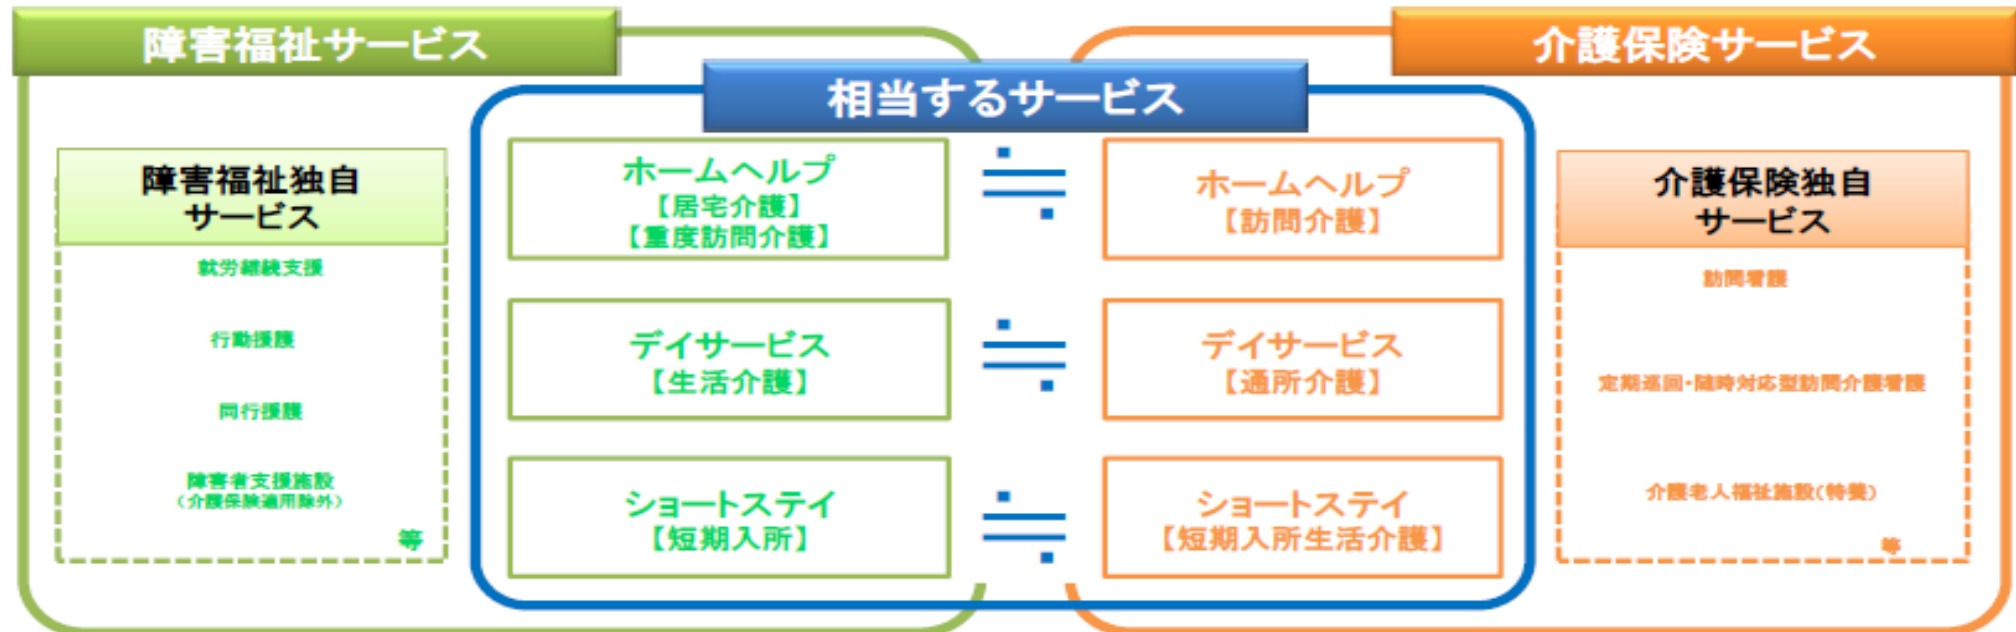 障害福祉サービス
介護保険サービス
相当するサービス
障害福祉独自
サービス
就労継続支援
行動援護
同行援護
障害者支援施設
（介護保険適用除外）
等
ホームヘルプ
【居宅介護】
【重度訪問介護】
≒
ホームヘルプ
【訪問介護】
デイサービス
【生活介護】
≒
デイサービス
【通所介護】
ショートステイ
【短期入所】
≒
ショートステイ
【短期入所生活介護】
介護保険独自
サービス
訪問看護
定期巡回・随時対応型訪問介護看護
介護老人福祉施設（特養）
等